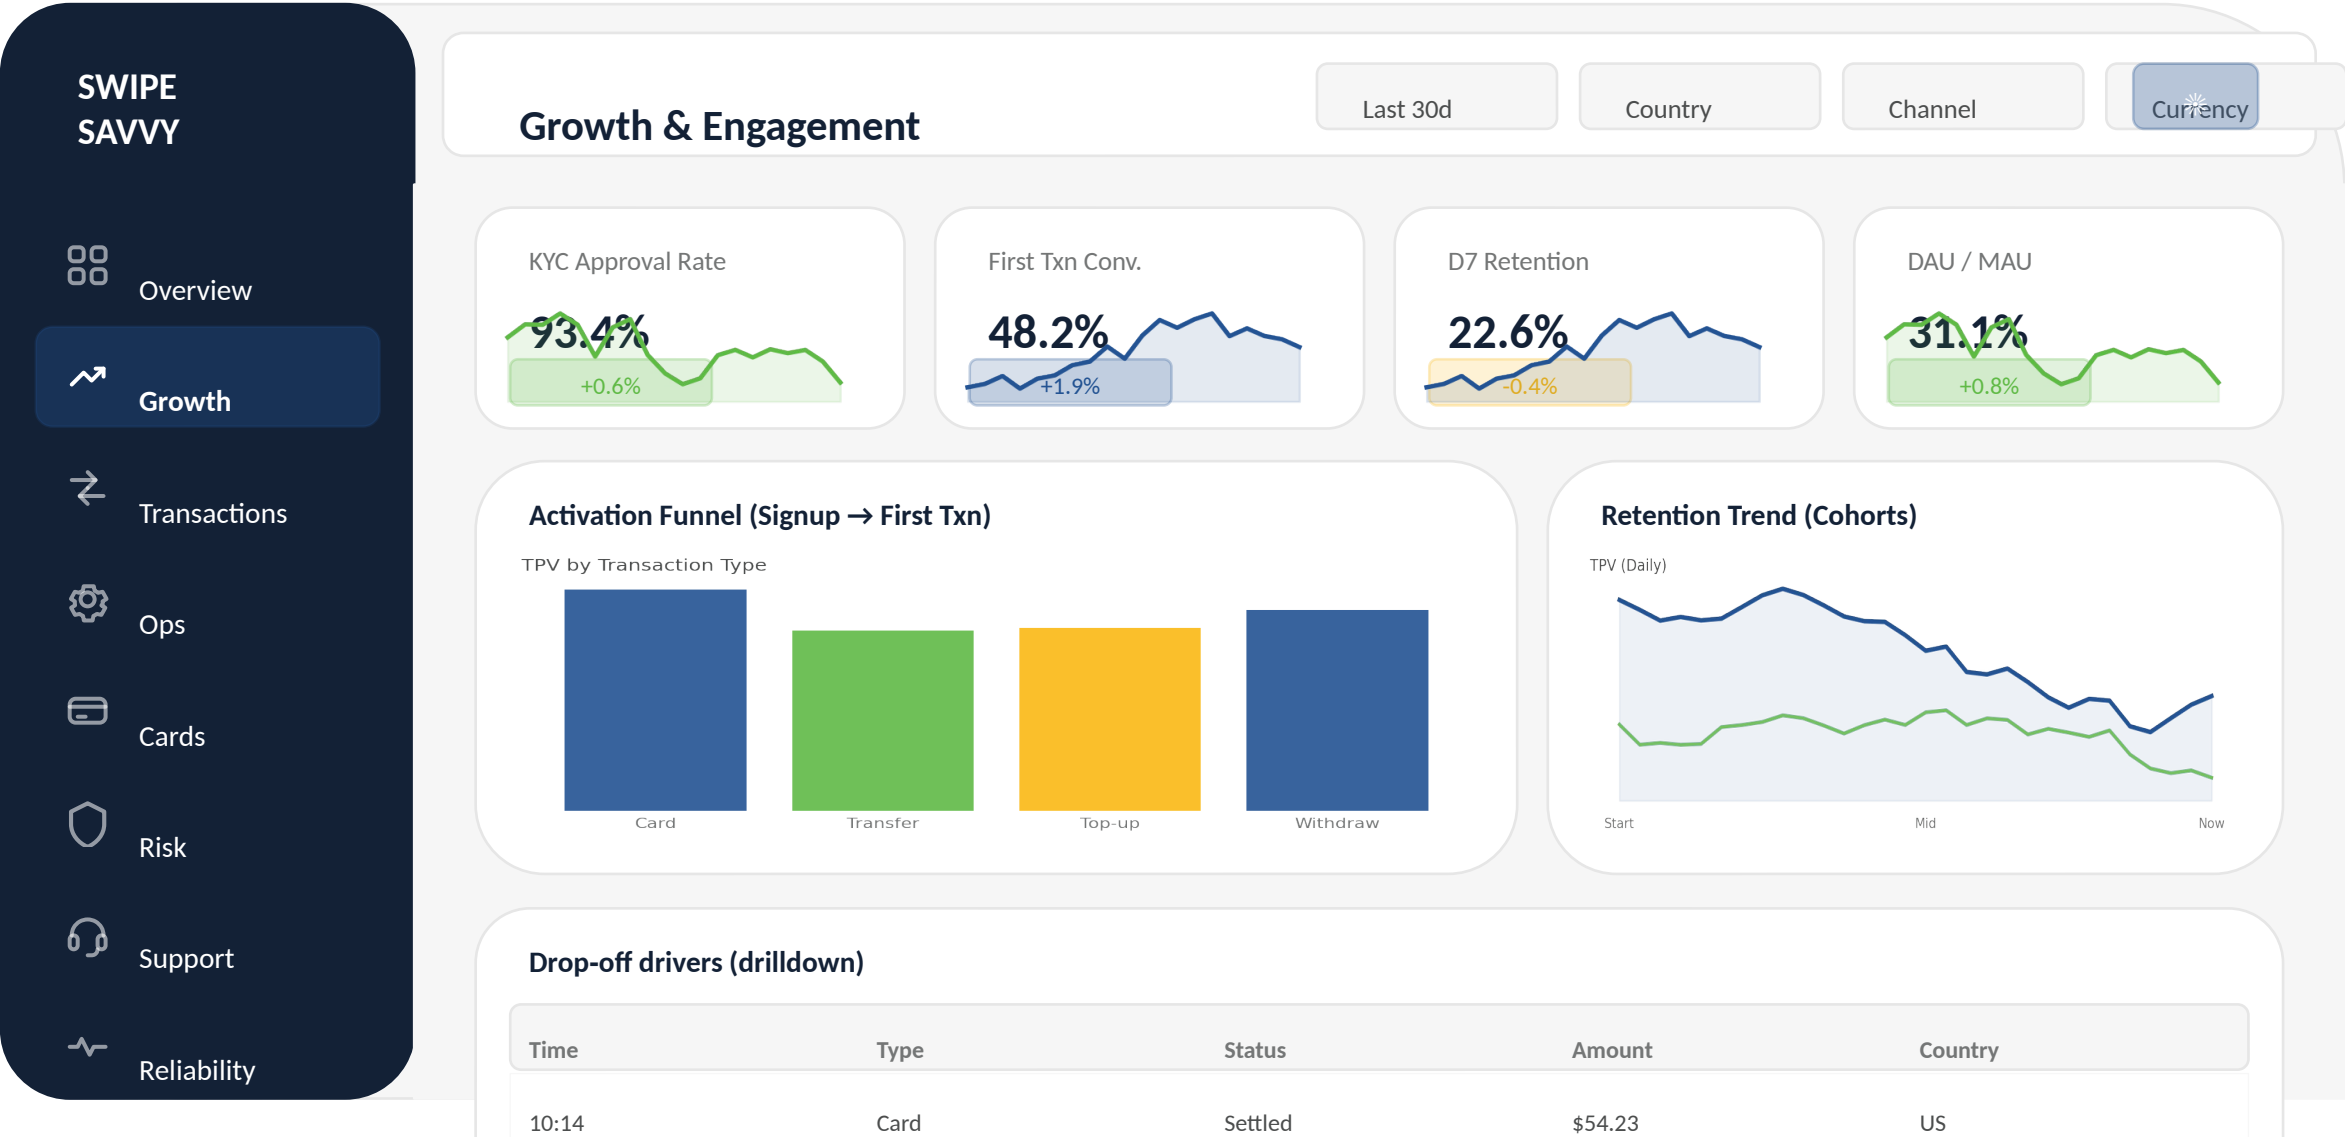 SWIPE
SAVVY
Overview
Growth
Transactions
Ops
Cards
Risk
Support
Reliability
Growth & Engagement
Last 30d
Country
Channel
Currency
KYC Approval Rate
93.4%
+0.6%
First Txn Conv.
48.2%
+1.9%
D7 Retention
22.6%
-0.4%
DAU / MAU
31.1%
+0.8%
Activation Funnel (Signup → First Txn)
TPV by Transaction Type
Card
Transfer
Top-up
Withdraw
Retention Trend (Cohorts)
TPV (Daily)
Start
Mid
Now
Drop-off drivers (drilldown)
Time Type Status Amount Country
10:14 Card Settled $54.23 US